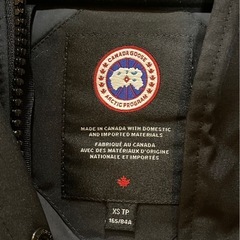 CANADA GOOSE
ARCTIC PROGRAM
MADE IN CANADA WITH DOMESTIC
AND IMPORTED MATERIALS
FABRIQUÉ AU CANADA
AVEC DES MATÉRIAUX D'ORIGINE
NATIONALE ET IMPORTÉS
XS TP
165/84A